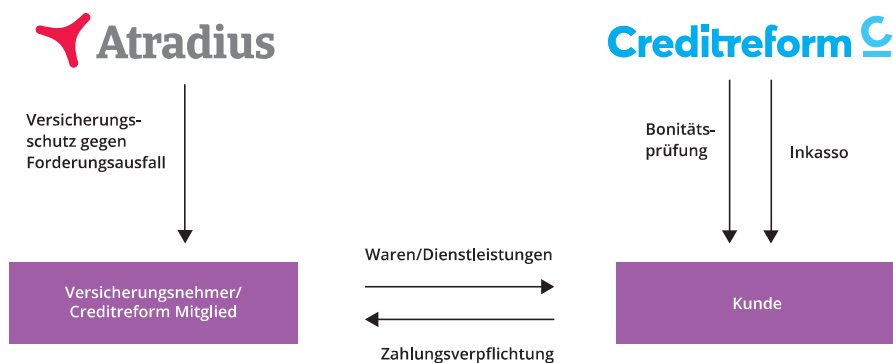 Atradius
Creditreform C
Versicherungs-
schutz gegen
Forderungsausfall
Bonitäts-
prüfung
Inkasso
Waren/Dienstleistungen
Versicherungsnehmer/
Creditreform Mitglied
Kunde
Zahlungsverpflichtung